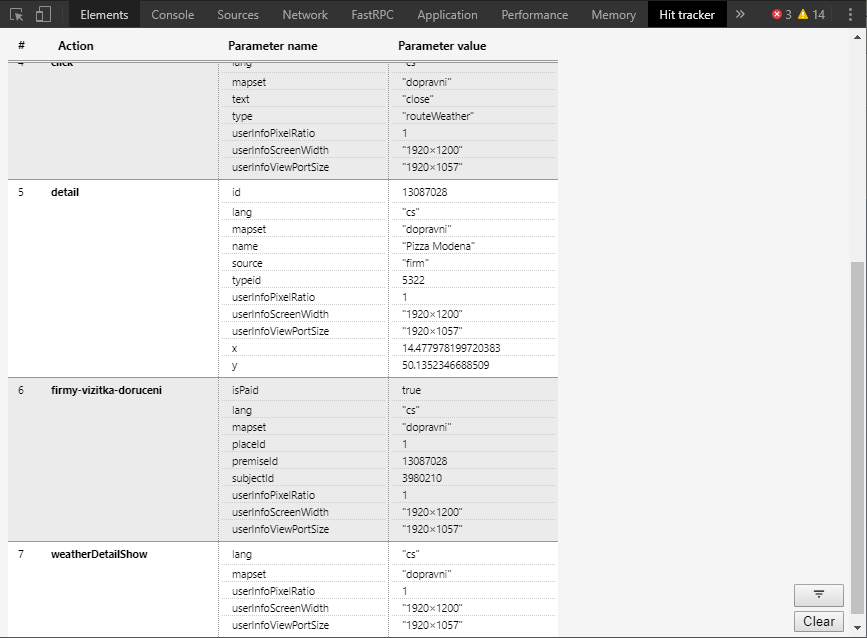 Elements Console Sources Network FastRPC Application Performance Memory Hit tracker » 3 14
# Action Parameter name Parameter value
4 click lang "cs"
mapset "dopravni"
text "close"
type "routeWeather"
userInfoPixelRatio 1
userInfoScreenWidth "1920×1200"
userInfoViewPortSize "1920×1057"
5 detail id 13087028
lang "cs"
mapset "dopravni"
name "Pizza Modena"
source "firm"
typeid 5322
userInfoPixelRatio 1
userInfoScreenWidth "1920×1200"
userInfoViewPortSize "1920×1057"
x 14.477978199720383
y 50.1352346688509
6 firmy-vizitka-doruceni isPaid true
lang "cs"
mapset "dopravni"
placeId 1
premiseId 13087028
subjectId 3980210
userInfoPixelRatio 1
userInfoScreenWidth "1920×1200"
userInfoViewPortSize "1920×1057"
7 weatherDetailShow lang "cs"
mapset "dopravni"
userInfoPixelRatio 1
userInfoScreenWidth "1920×1200"
userInfoViewPortSize "1920×1057"
Clear